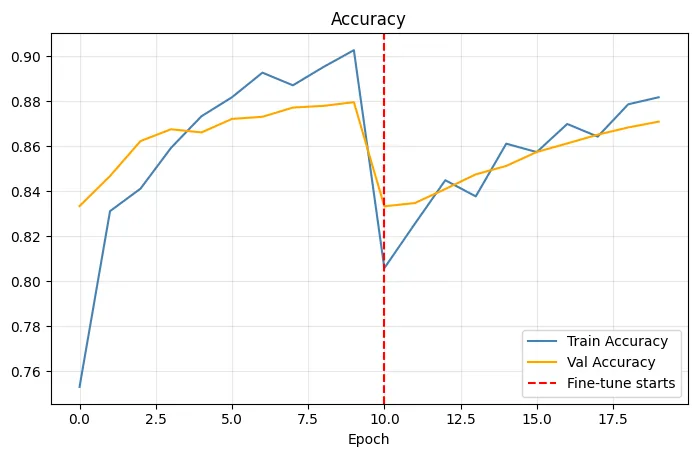 Accuracy
0.90
0.88
0.86
0.84
0.82
0.80
0.78
0.76
Train Accuracy
Val Accuracy
Fine-tune starts
0.0 2.5 5.0 7.5 10.0 12.5 15.0 17.5
Epoch